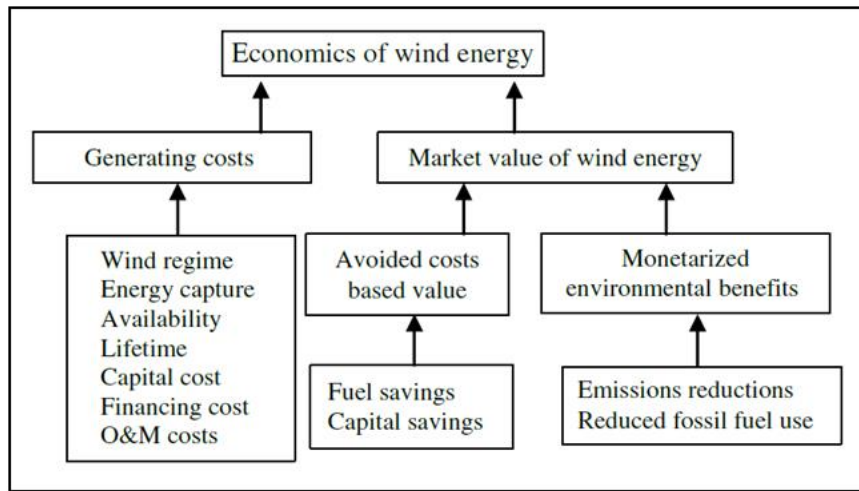 Economics of wind energy
Generating costs
Market value of wind energy
Wind regime
Energy capture
Availability
Lifetime
Capital cost
Financing cost
O&M costs
Avoided costs
based value
Monetarized
environmental benefits
Fuel savings
Capital savings
Emissions reductions
Reduced fossil fuel use